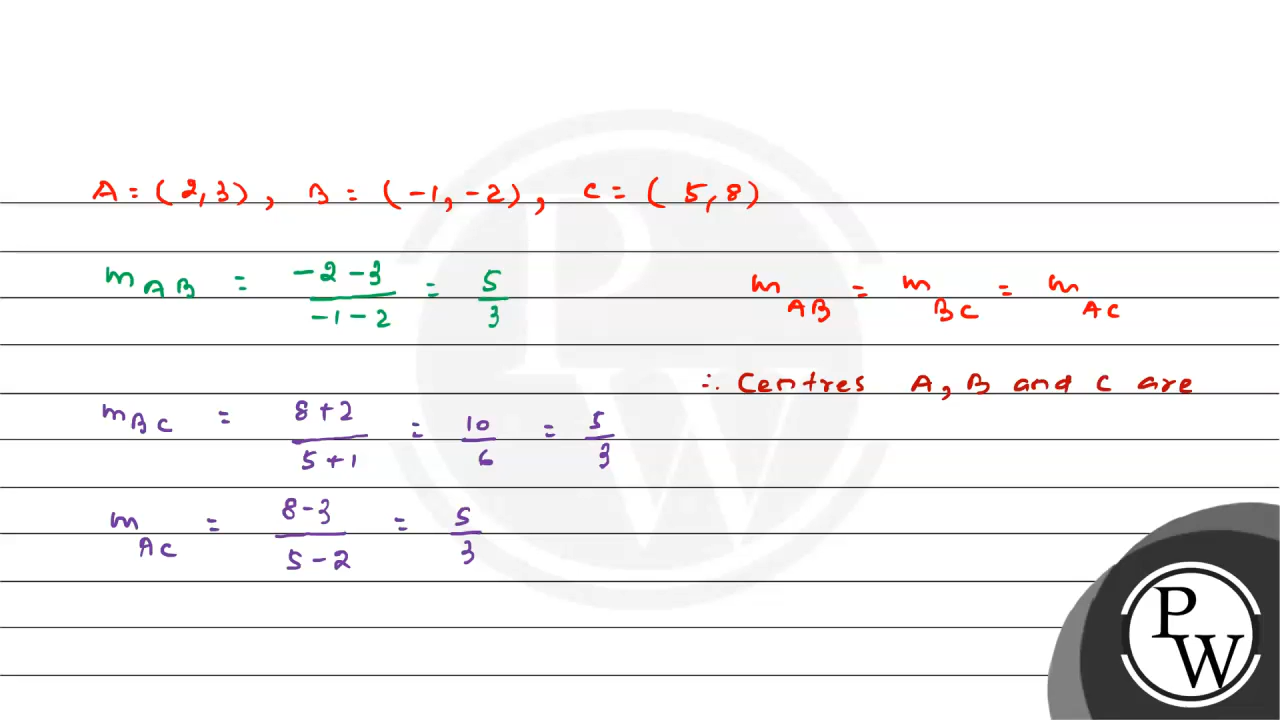 A = (2,3), B = (-1,-2), C = (5,8)
m_AB = (-2-3)/(-1-2) = 5/3
m_AB = m_BC = m_AC
∴ Centres A, B and C are
m_BC = (8+2)/(5+1) = 10/6 = 5/3
m_AC = (8-3)/(5-2) = 5/3
PW
PW